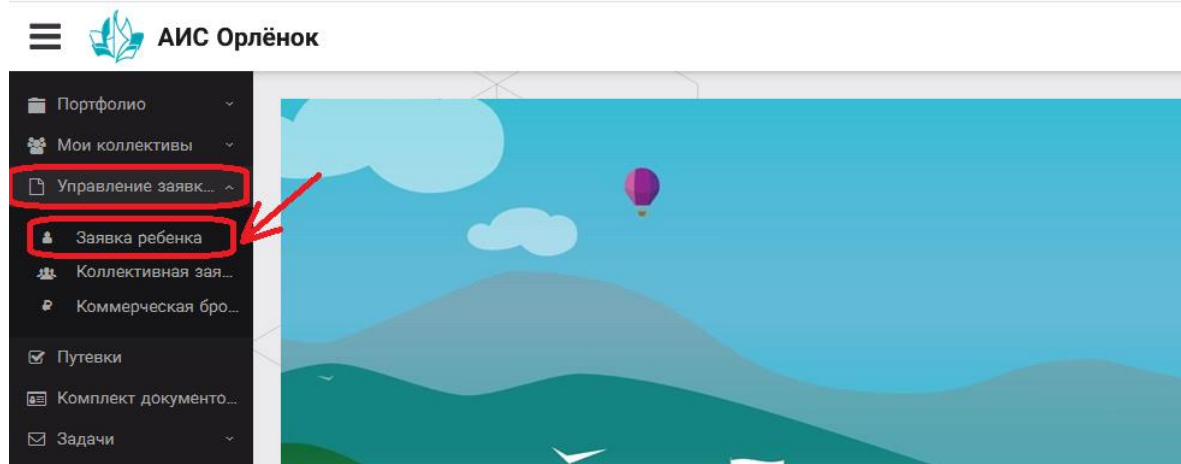 АИС Орлёнок
Портфолио
Мои коллективы
Управление заявк...
Заявка ребенка
Коллективная зая...
Коммерческая бро...
Путевки
Комплект документо...
Задачи